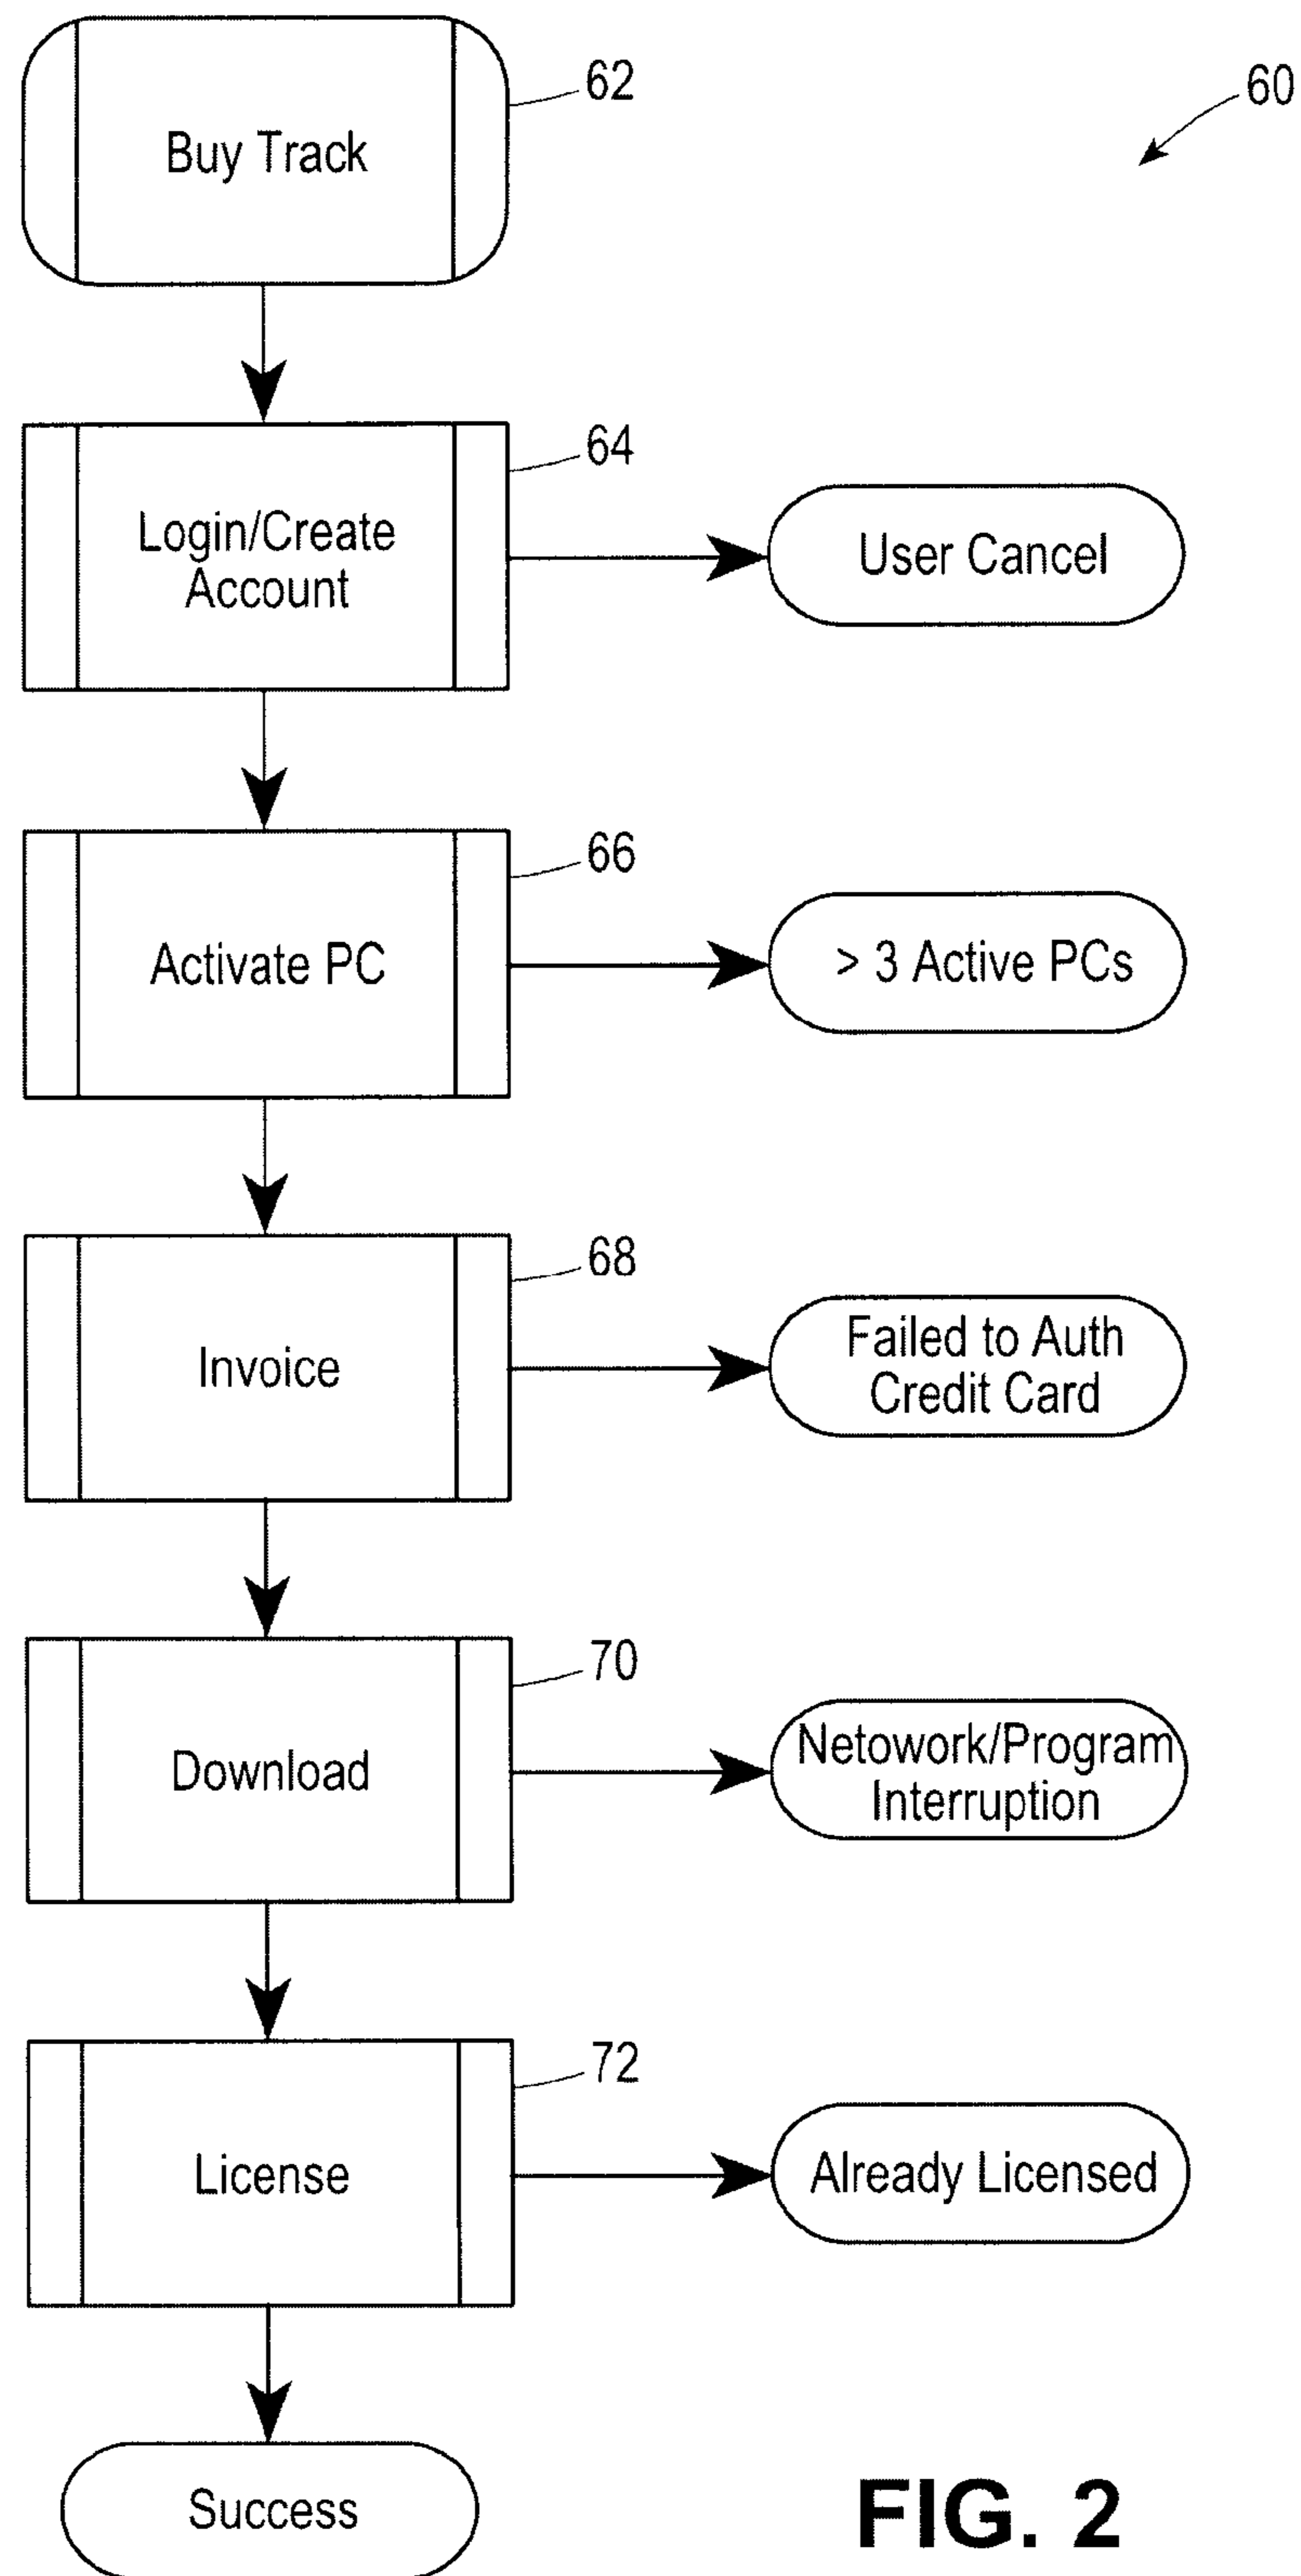 62
60
Buy Track
64
Login/Create
Account
User Cancel
66
Activate PC
> 3 Active PCs
68
Invoice
Failed to Auth
Credit Card
70
Download
Netowork/Program
Interruption
72
License
Already Licensed
Success
FIG. 2